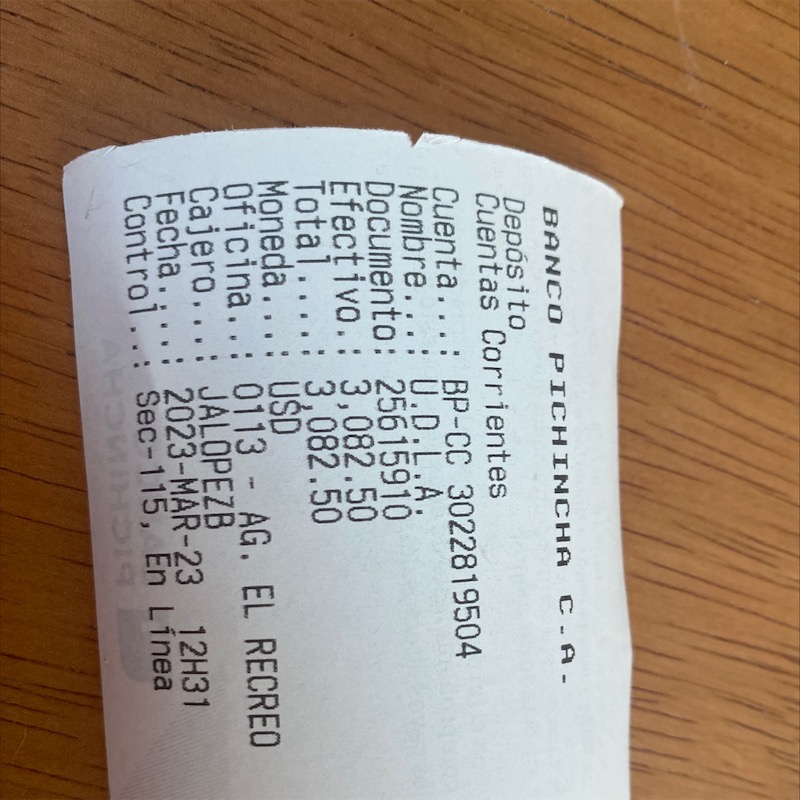 BANCO PICHINCHA C.A.
Depósito
Cuentas Corrientes
Cuenta...: BP-CC 3022819504
Nombre...: U.D.L.A.
Documento: 25615910
Efectivo.: 3,082.50
Total....: 3,082.50
Moneda...: USD
Oficina..: 0113 - AG. EL RECREO
Cajero...: JALOPEZB
Fecha....: 2023-MAR-23 12H31
Control..: Sec-115, En Línea